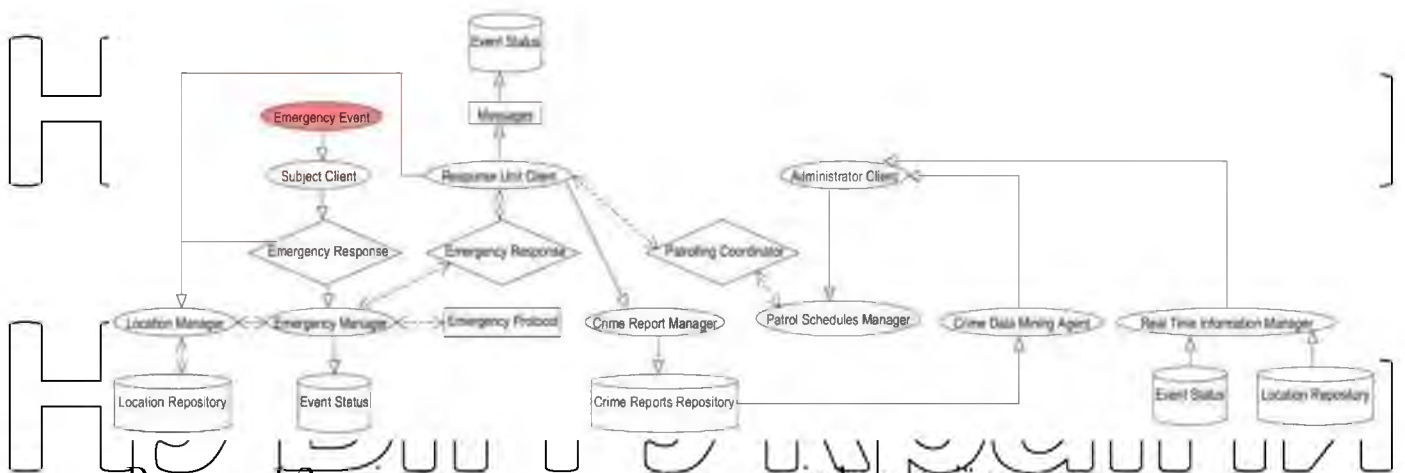 Event Status
Emergency Event
Messages
Subject Client
Response Unit Client
Administrator Client
Emergency Response
Emergency Response
Patrolling Coordinator
Location Manager
Emergency Manager
Emergency Protocol
Crime Report Manager
Patrol Schedules Manager
Crime Data Mining Agent
Real Time Information Manager
Location Repository
Event Status
Crime Reports Repository
Event Status
Location Repository